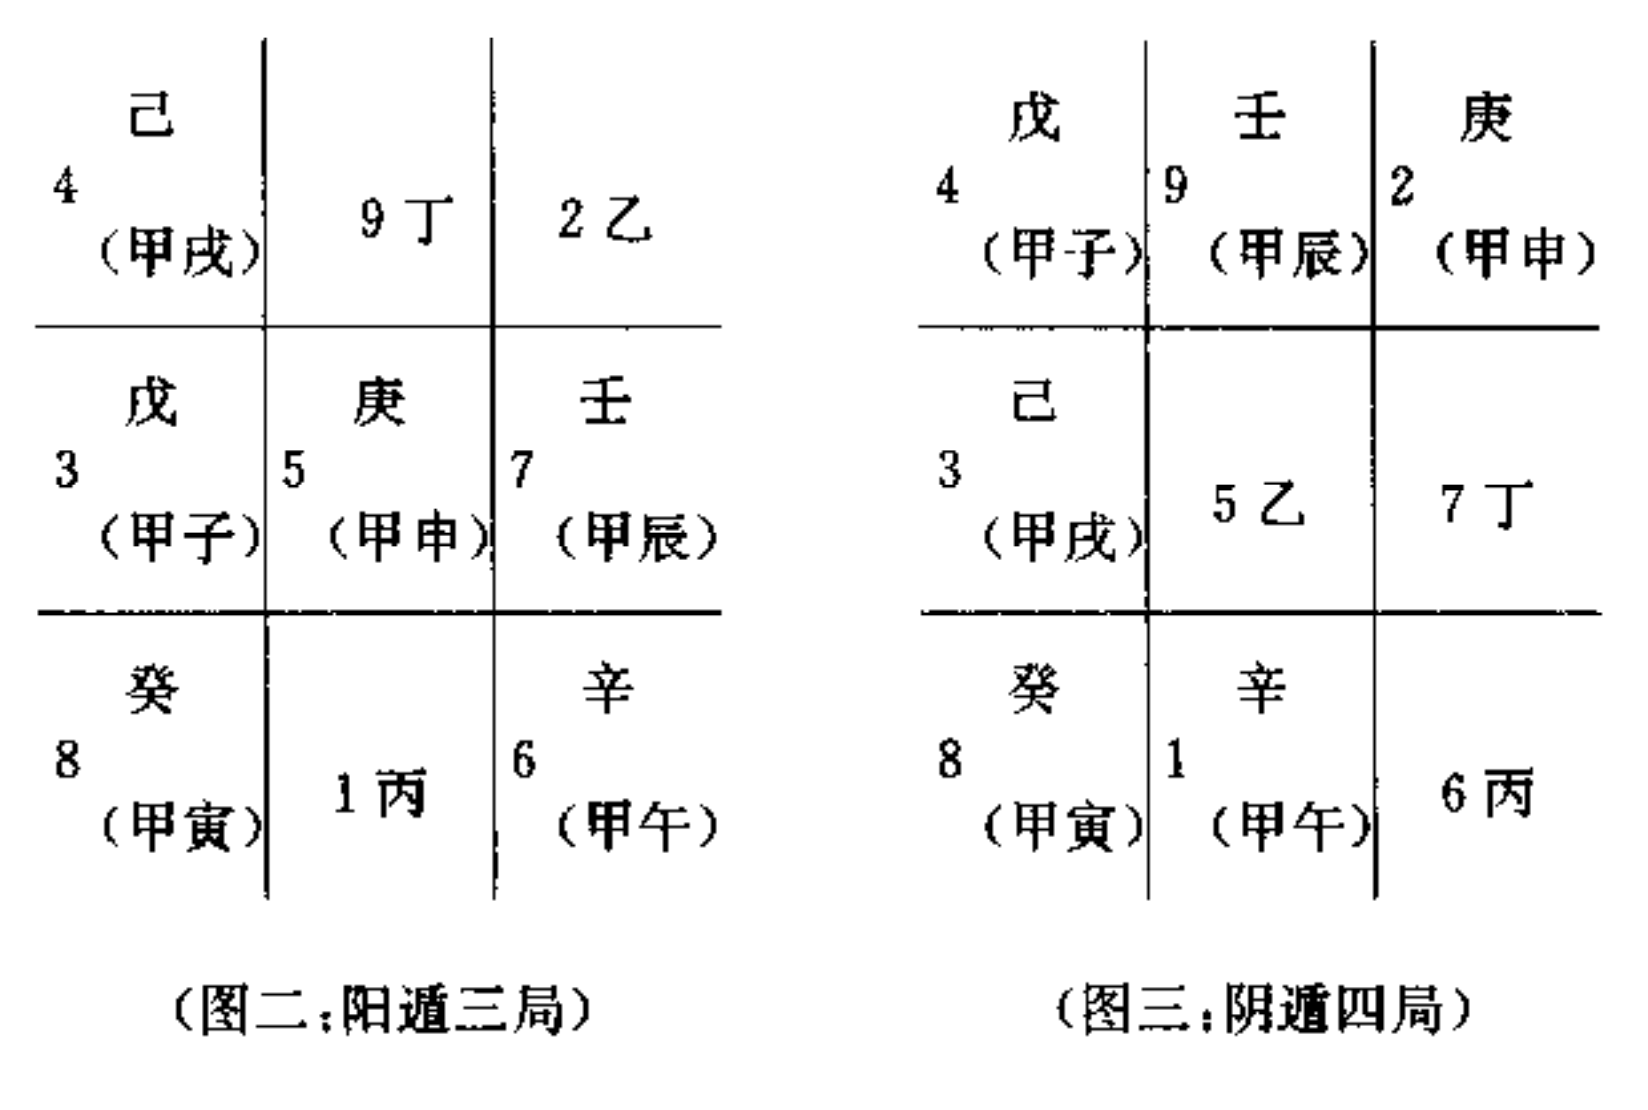 己
4
(甲戌)
9 丁
2 乙
戊
3
(甲子)
庚
5
(甲申)
壬
7
(甲辰)
癸
8
(甲寅)
1 丙
辛
6
(甲午)
(图二:阳遁三局)
戊
4
(甲子)
壬
9
(甲辰)
庚
2
(甲申)
己
3
(甲戌)
5 乙
7 丁
癸
8
(甲寅)
辛
1
(甲午)
6 丙
(图三:阴遁四局)